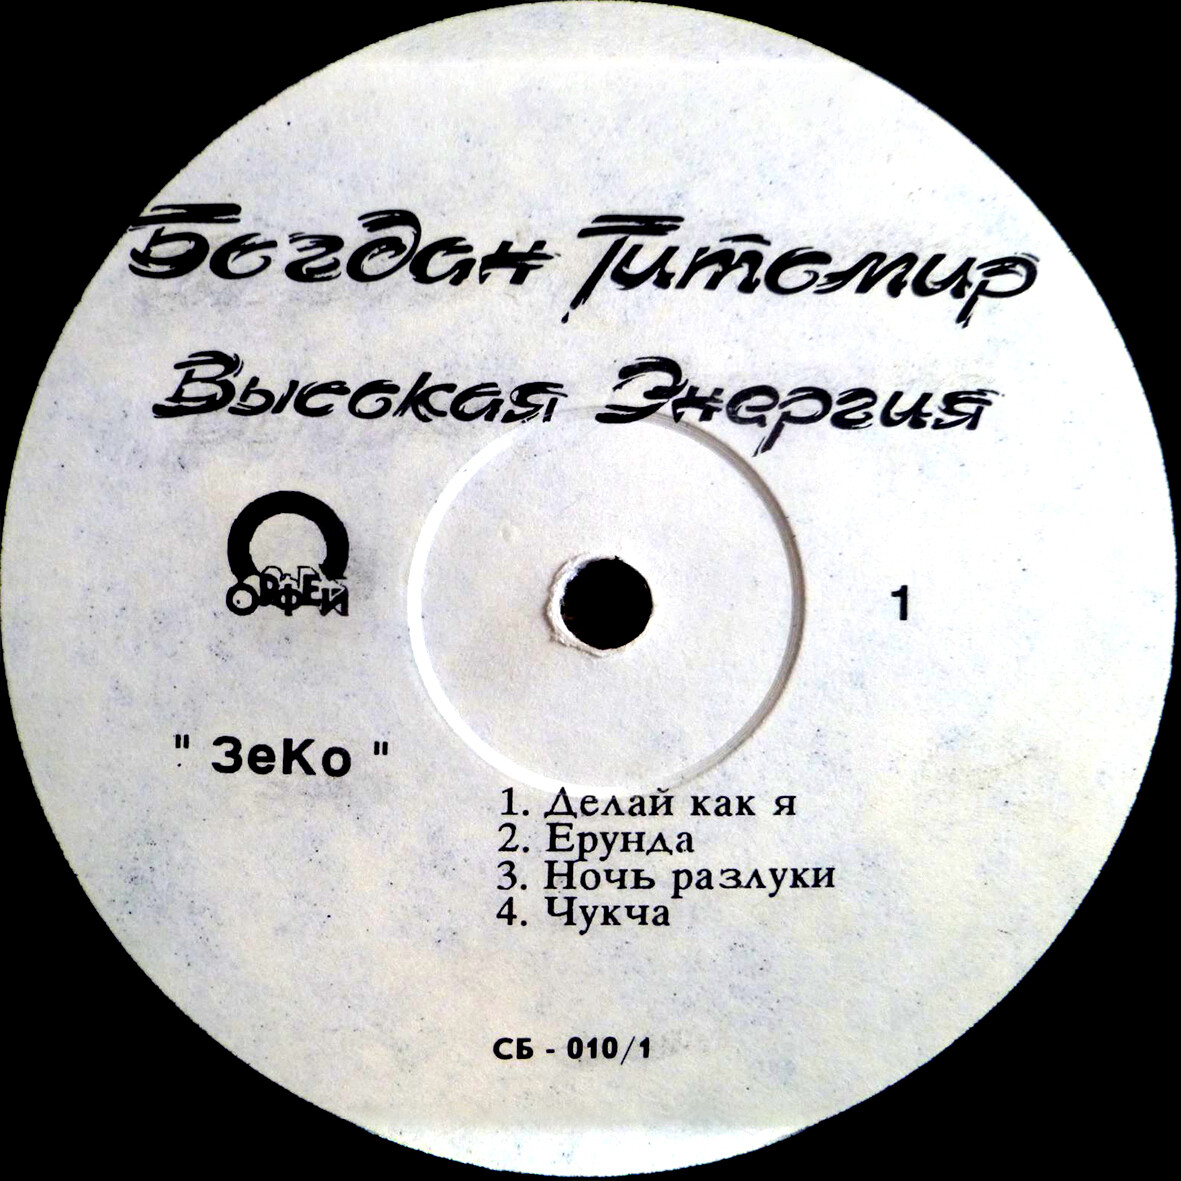 Богдан Титомир
Высокая Энергия
ОРФЕЙ
1
" ЗеКо "
1. Делай как я
2. Ерунда
3. Ночь разлуки
4. Чукча
СБ - 010/1